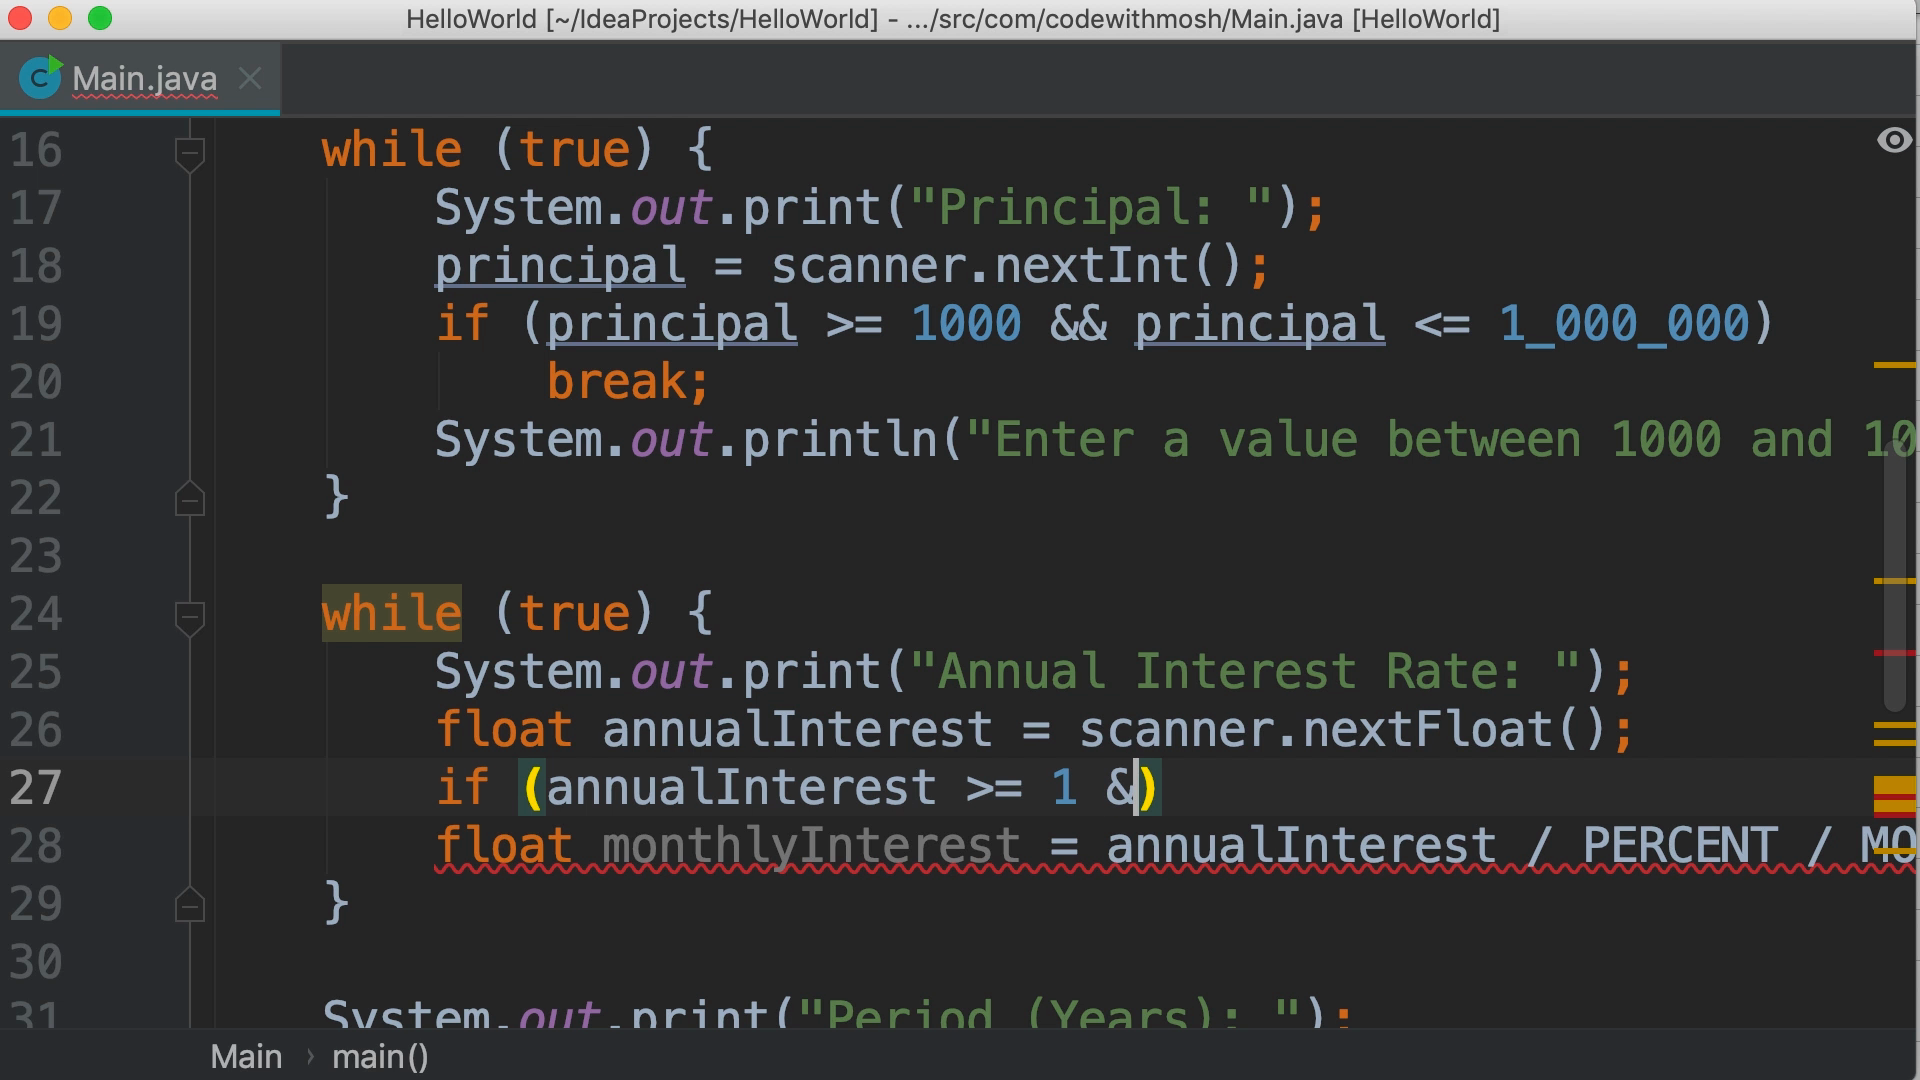 HelloWorld [~/IdeaProjects/HelloWorld] - .../src/com/codewithmosh/Main.java [HelloWorld]
Main.java
16 while (true) {
17 System.out.print("Principal: ");
18 principal = scanner.nextInt();
19 if (principal >= 1000 && principal <= 1_000_000)
20 break;
21 System.out.println("Enter a value between 1000 and 10
22 }
23
24 while (true) {
25 System.out.print("Annual Interest Rate: ");
26 float annualInterest = scanner.nextFloat();
27 if (annualInterest >= 1 &)
28 float monthlyInterest = annualInterest / PERCENT / MO
29 }
30
31 System.out.print("Period (Years): ");
Main › main()